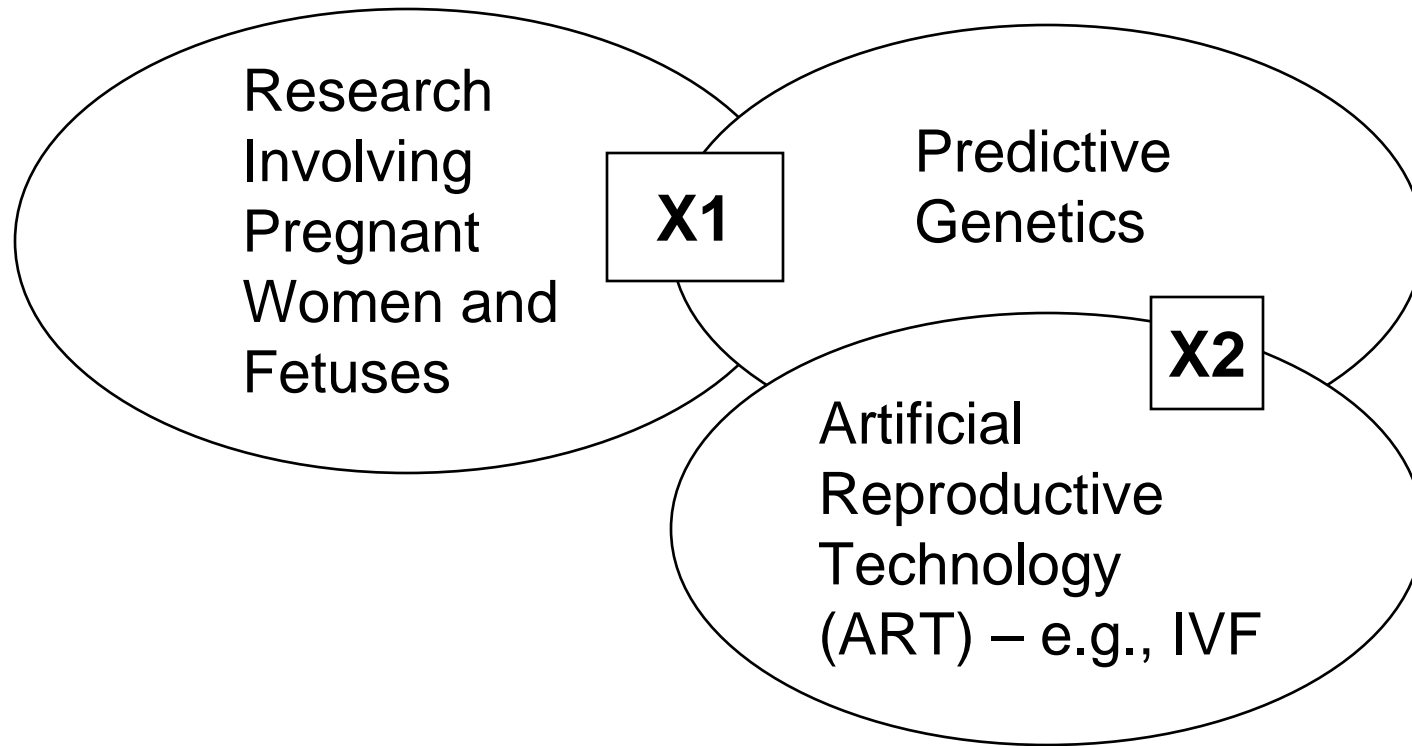 Research
Involving
Pregnant
Women and
Fetuses
X1
Predictive
Genetics
X2
Artificial
Reproductive
Technology
(ART) – e.g., IVF